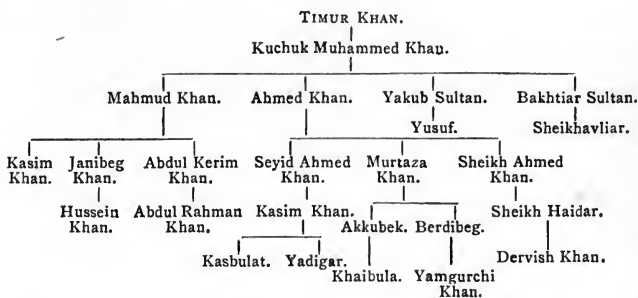 TIMUR KHAN.
Kuchuk Muhammed Khan.
Mahmud Khan. Ahmed Khan. Yakub Sultan. Bakhtiar Sultan.
Yusuf. Sheikhavliar.
Kasim Janibeg Abdul Kerim Seyid Ahmed Murtaza Sheikh Ahmed
Khan. Khan. Khan. Khan. Khan. Khan.
Hussein Abdul Rahman Kasim Khan. Akkubek. Berdibeg. Sheikh Haidar.
Khan. Khan.
Kasbulat. Yadigar. Khaibula. Yamgurchi Dervish Khan.
Khan.